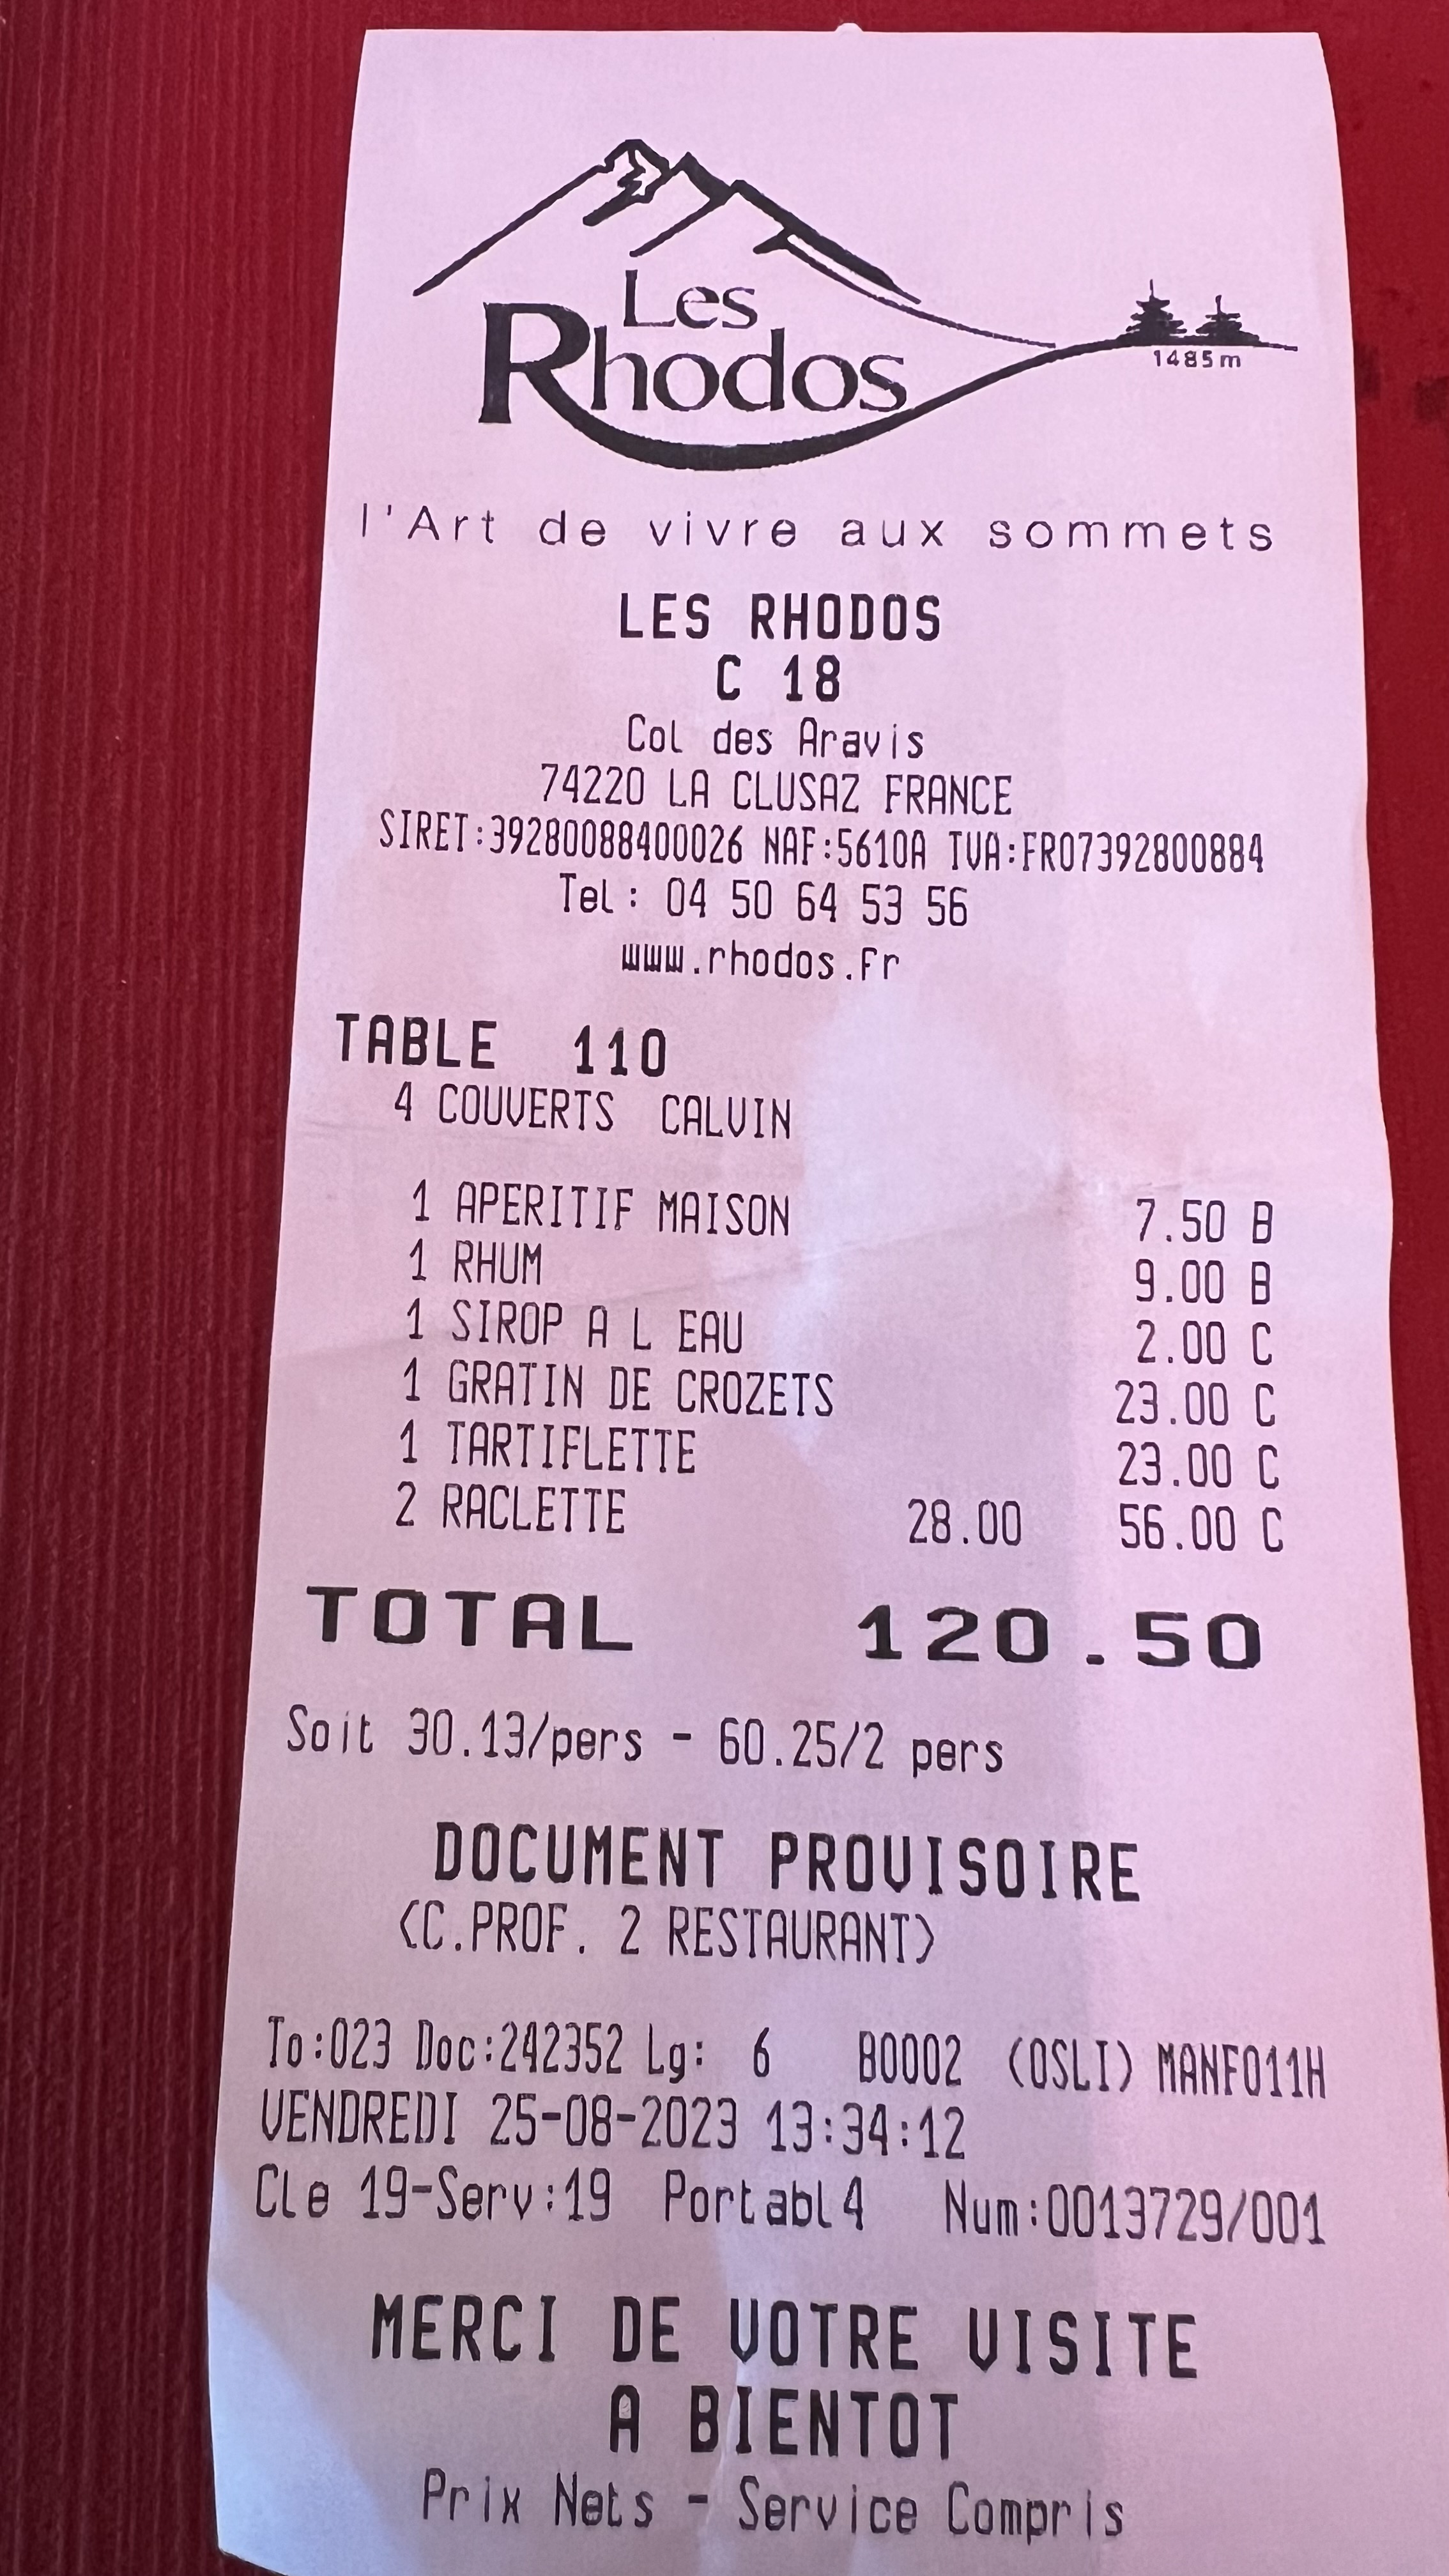 Les
Rhodos
1485m
l'Art de vivre aux sommets
LES RHODOS
C 18
Col des Aravis
74220 LA CLUSAZ FRANCE
SIRET:39280088400026 NAF:5610A TVA:FR07392800884
Tel: 04 50 64 53 56
www.rhodos.fr
TABLE 110
4 COUVERTS CALVIN
1 APERITIF MAISON 7.50 B
1 RHUM 9.00 B
1 SIROP A L EAU 2.00 C
1 GRATIN DE CROZETS 23.00 C
1 TARTIFLETTE 23.00 C
2 RACLETTE 28.00 56.00 C
TOTAL 120.50
Soit 30.13/pers - 60.25/2 pers
DOCUMENT PROVISOIRE
<C.PROF. 2 RESTAURANT>
To:023 Doc:242352 Lg: 6 B0002 (OSLI) MANF011H
VENDREDI 25-08-2023 13:34:12
Cle 19-Serv:19 Portabl4 Num:0013729/001
MERCI DE VOTRE VISITE
A BIENTOT
Prix Nets - Service Compris